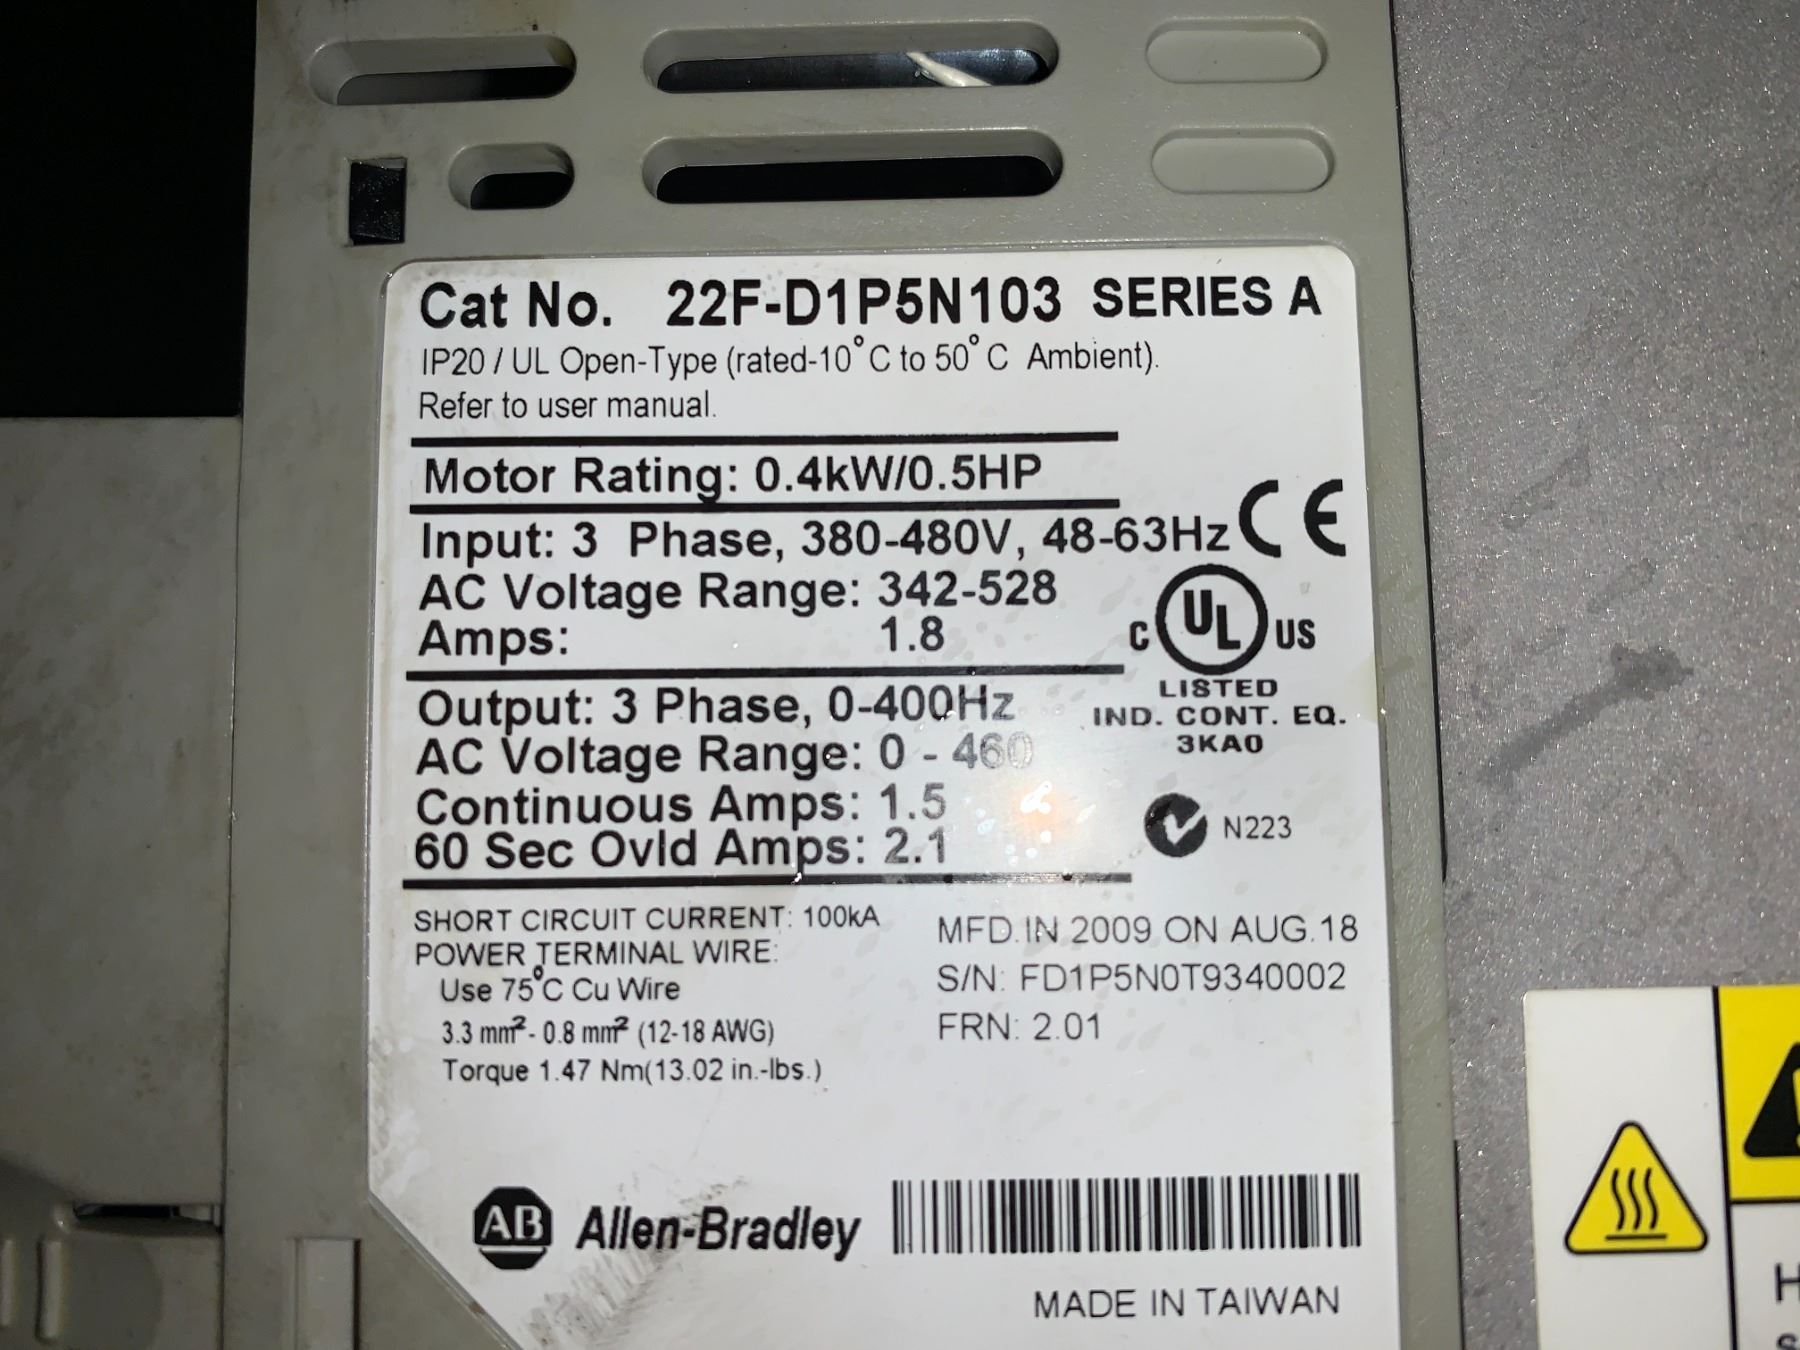 Cat No. 22F-D1P5N103 SERIES A
IP20 / UL Open-Type (rated-10°C to 50°C Ambient).
Refer to user manual.
Motor Rating: 0.4kW/0.5HP
Input: 3 Phase, 380-480V, 48-63Hz
CE
AC Voltage Range: 342-528
Amps: 1.8
C UL US
LISTED
IND. CONT. EQ.
3KA0
Output: 3 Phase, 0-400Hz
AC Voltage Range: 0 - 460
Continuous Amps: 1.5
60 Sec Ovld Amps: 2.1
N223
SHORT CIRCUIT CURRENT: 100kA
POWER TERMINAL WIRE:
Use 75°C Cu Wire
3.3 mm² - 0.8 mm² (12-18 AWG)
Torque 1.47 Nm(13.02 in.-lbs.)
MFD.IN 2009 ON AUG.18
S/N: FD1P5N0T9340002
FRN: 2.01
AB Allen-Bradley
MADE IN TAIWAN